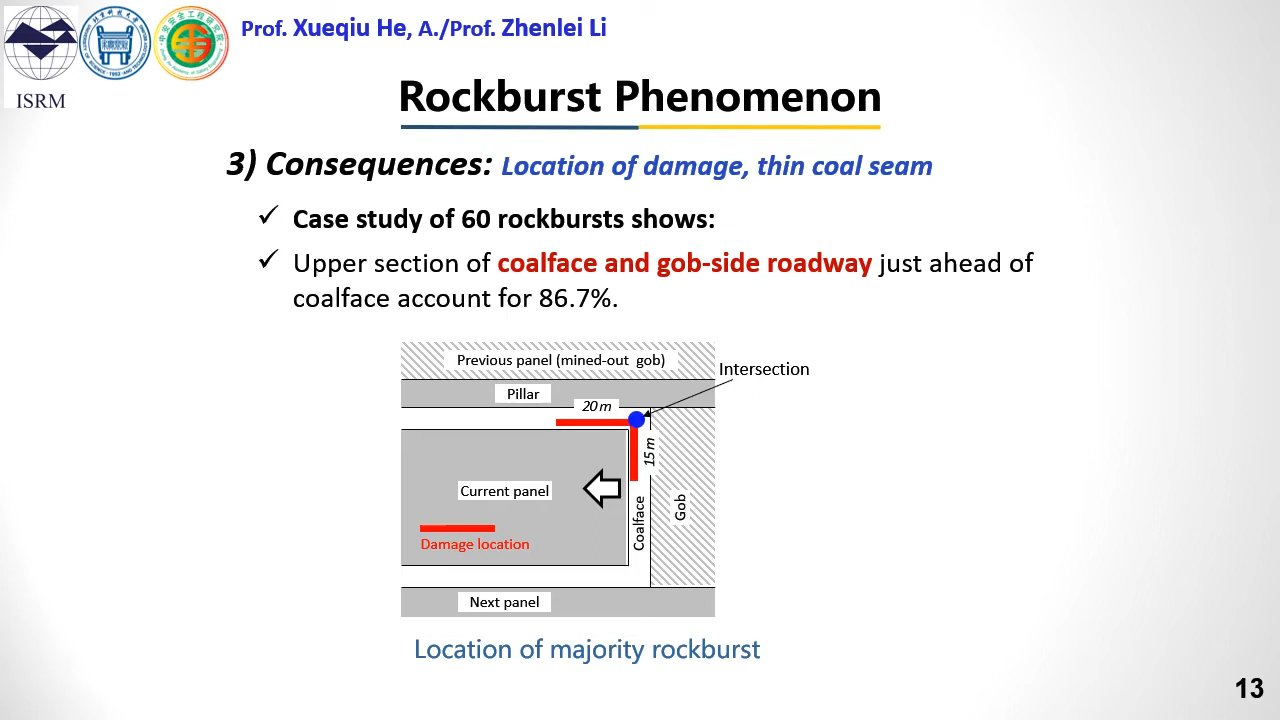 Prof. Xueqiu He, A./Prof. Zhenlei Li
ISRM
Rockburst Phenomenon
3) Consequences: Location of damage, thin coal seam
✓ Case study of 60 rockbursts shows:
✓ Upper section of coalface and gob-side roadway just ahead of
coalface account for 86.7%.
Previous panel (mined-out gob)
Intersection
Pillar
20 m
15 m
Current panel
Coalface
Gob
Damage location
Next panel
Location of majority rockburst
13